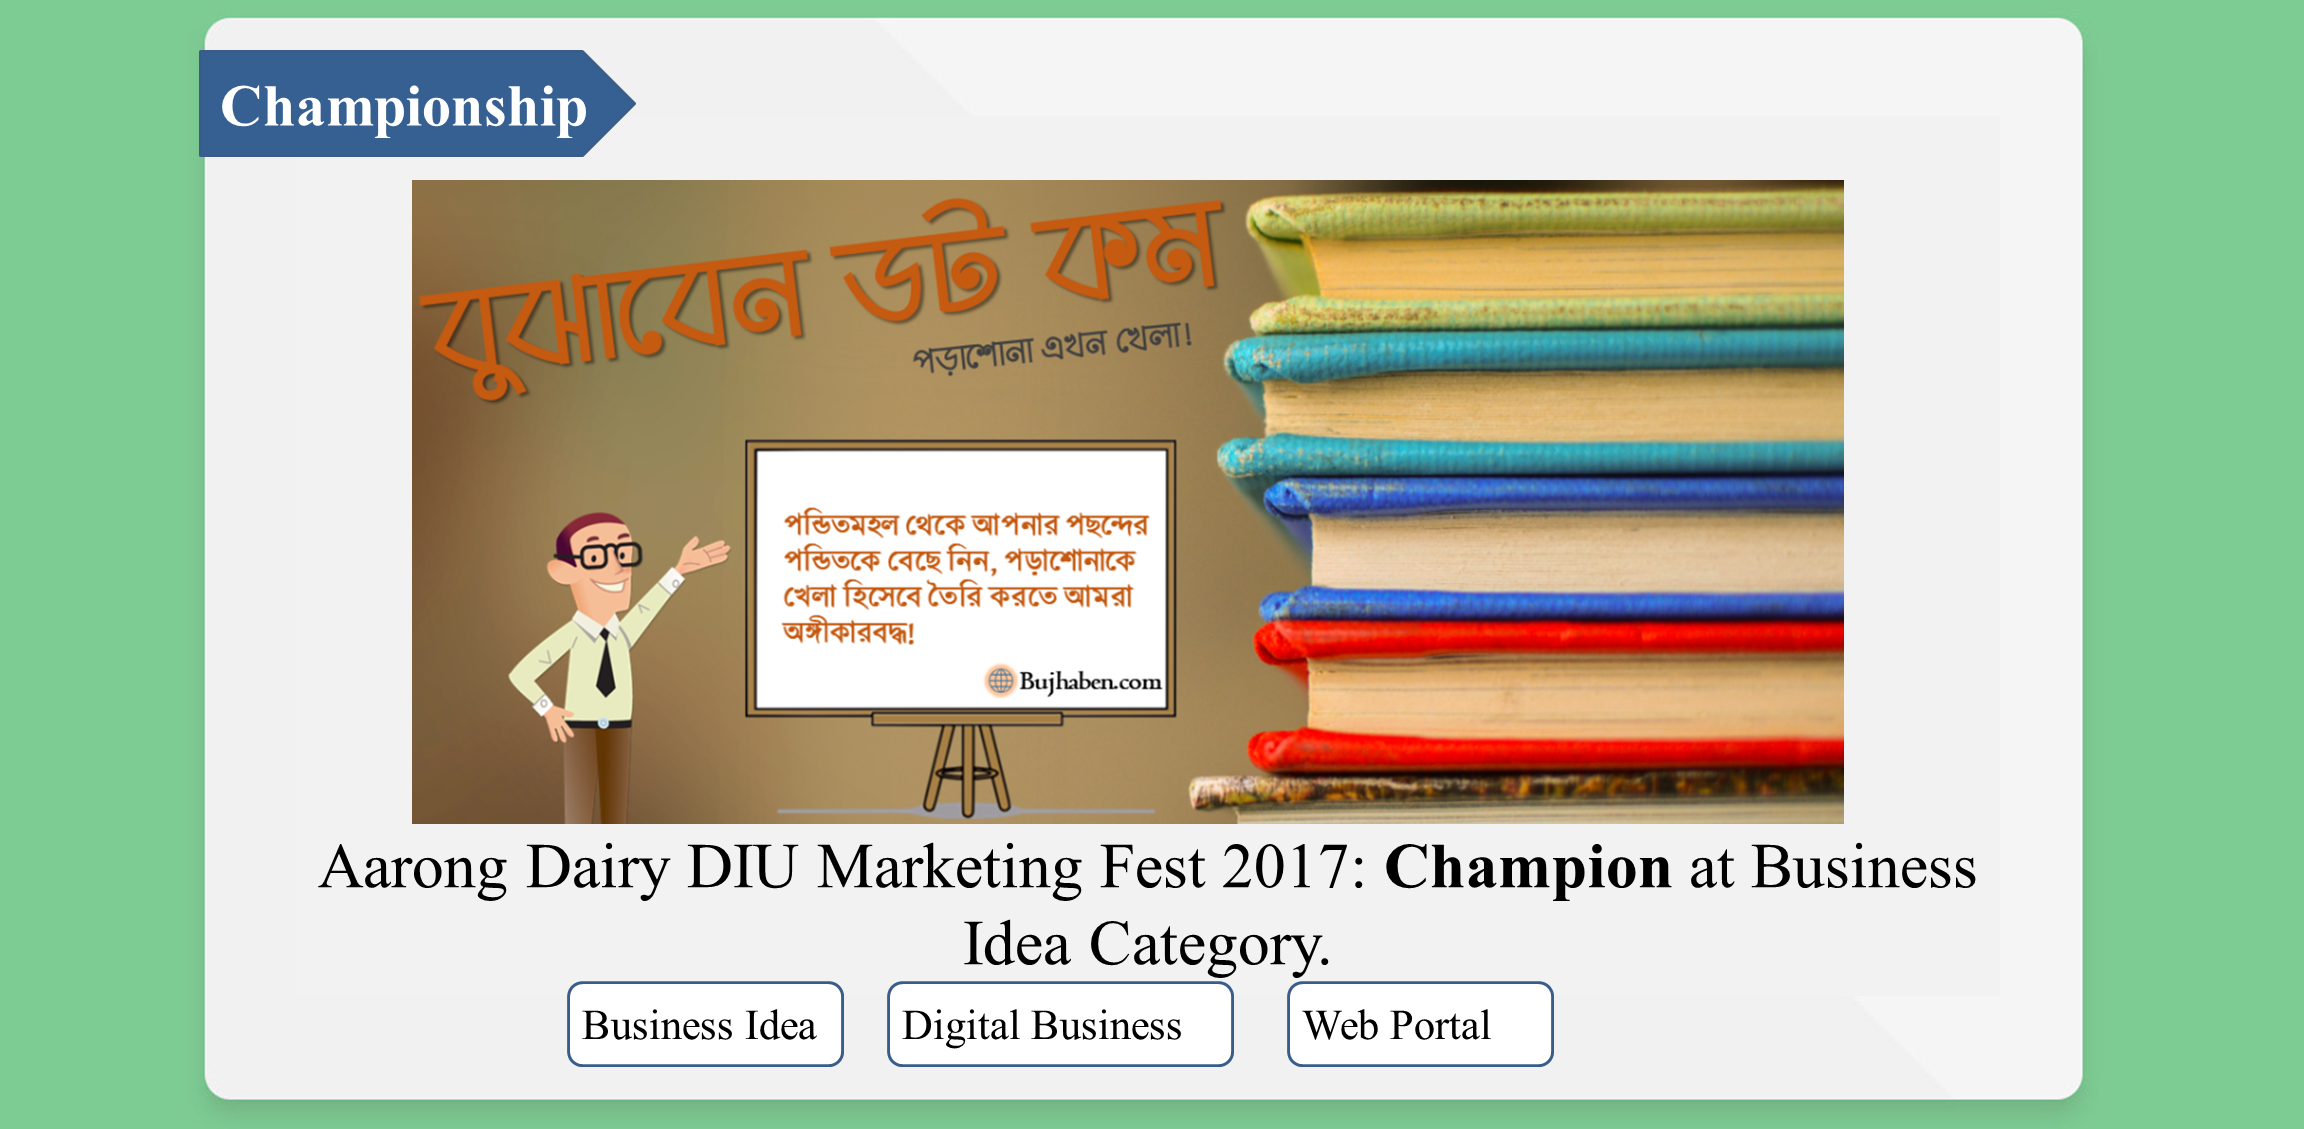 Championship
বুঝাবেন ডট কম
পড়াশোনা এখন খেলা!
পন্ডিতমহল থেকে আপনার পছন্দের
পন্ডিতকে বেছে নিন, পড়াশোনাকে
খেলা হিসেবে তৈরি করতে আমরা
অঙ্গীকারবদ্ধ!
Bujhaben.com
Aarong Dairy DIU Marketing Fest 2017: Champion at Business
Idea Category.
Business Idea
Digital Business
Web Portal